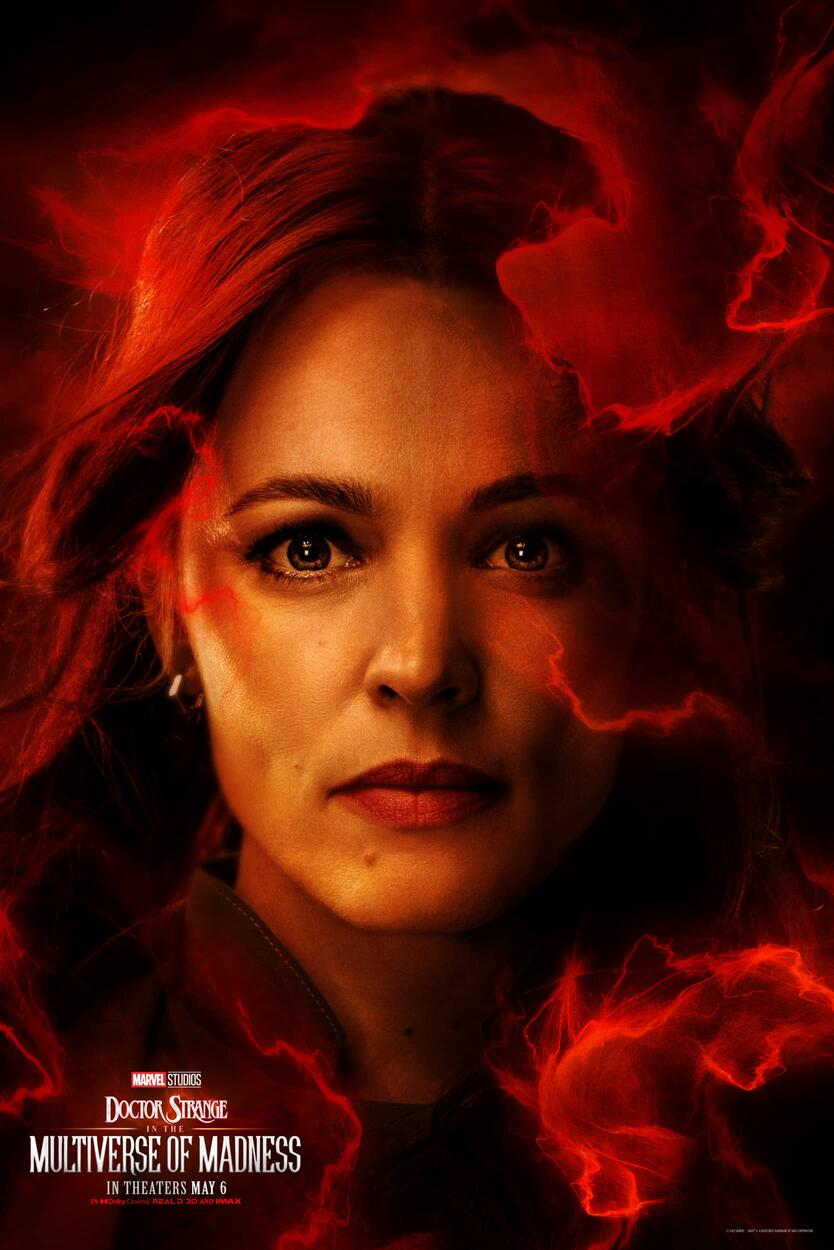 MARVEL STUDIOS
DOCTOR STRANGE
IN THE
MULTIVERSE OF MADNESS
IN THEATERS MAY 6
IN Dolby Cinema, REAL D 3D AND IMAX